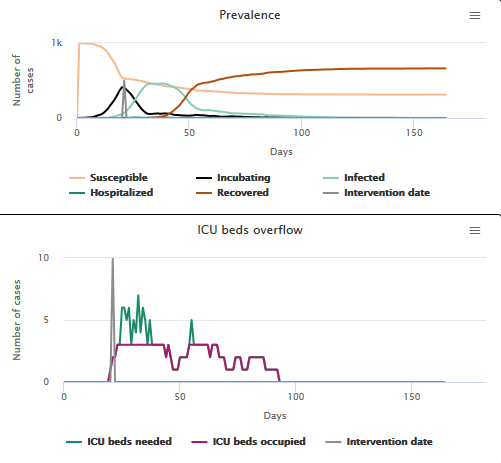 Prevalence
1k
0
Number of
cases
0
50
100
150
Days
Susceptible
Incubating
Infected
Hospitalized
Recovered
Intervention date
ICU beds overflow
10
5
0
Number of cases
0
50
100
150
Days
ICU beds needed
ICU beds occupied
Intervention date